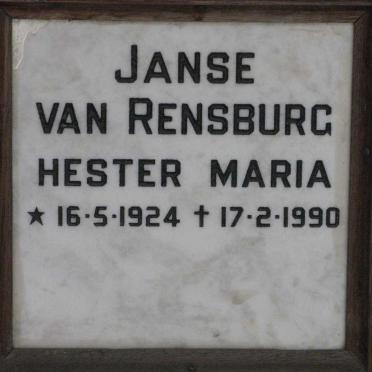 JANSE
VAN RENSBURG
HESTER MARIA
★ 16·5·1924 ✝ 17·2·1990